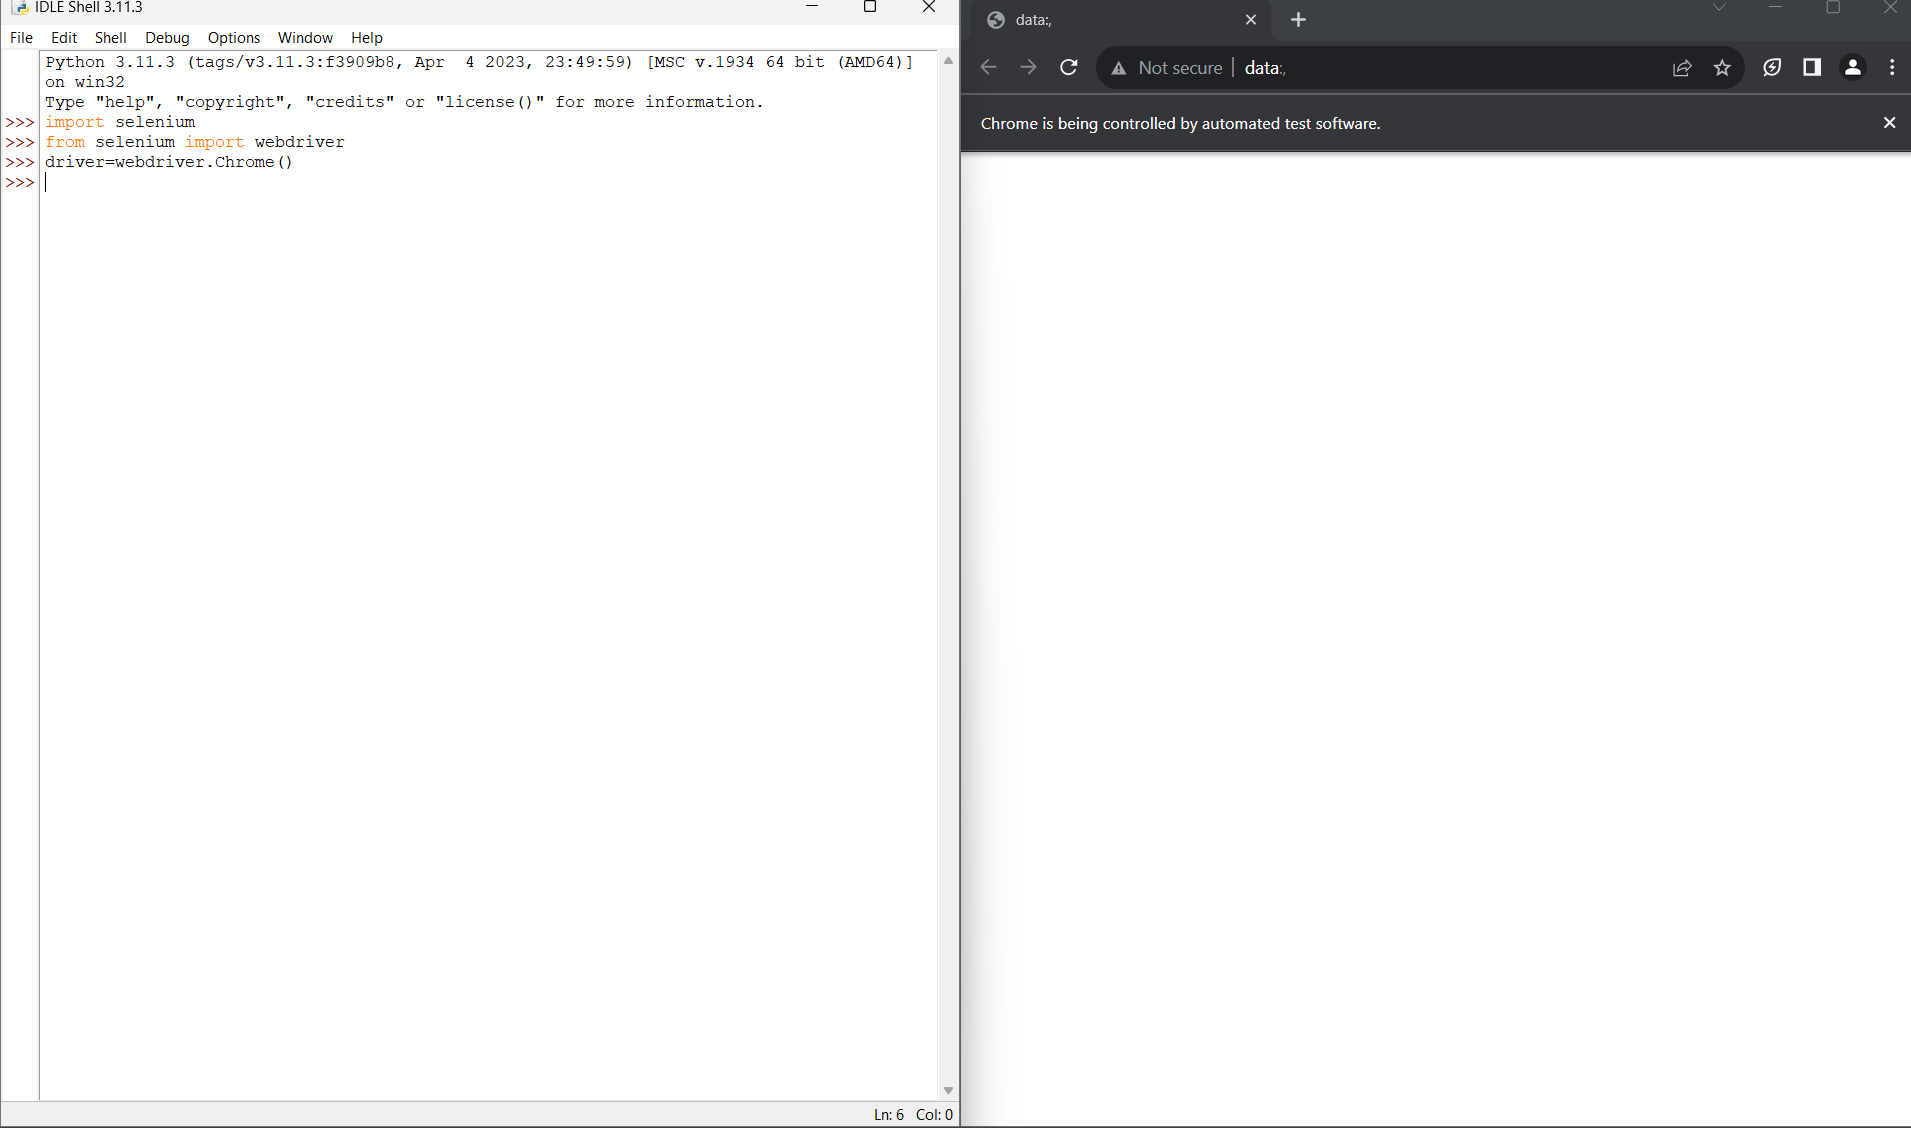 IDLE Shell 3.11.3
File Edit Shell Debug Options Window Help
Python 3.11.3 (tags/v3.11.3:f3909b8, Apr  4 2023, 23:49:59) [MSC v.1934 64 bit (AMD64)]
on win32
Type "help", "copyright", "credits" or "license()" for more information.
>>> import selenium
>>> from selenium import webdriver
>>> driver=webdriver.Chrome()
>>>
Ln: 6 Col: 0
data:,
Not secure | data:,
Chrome is being controlled by automated test software.